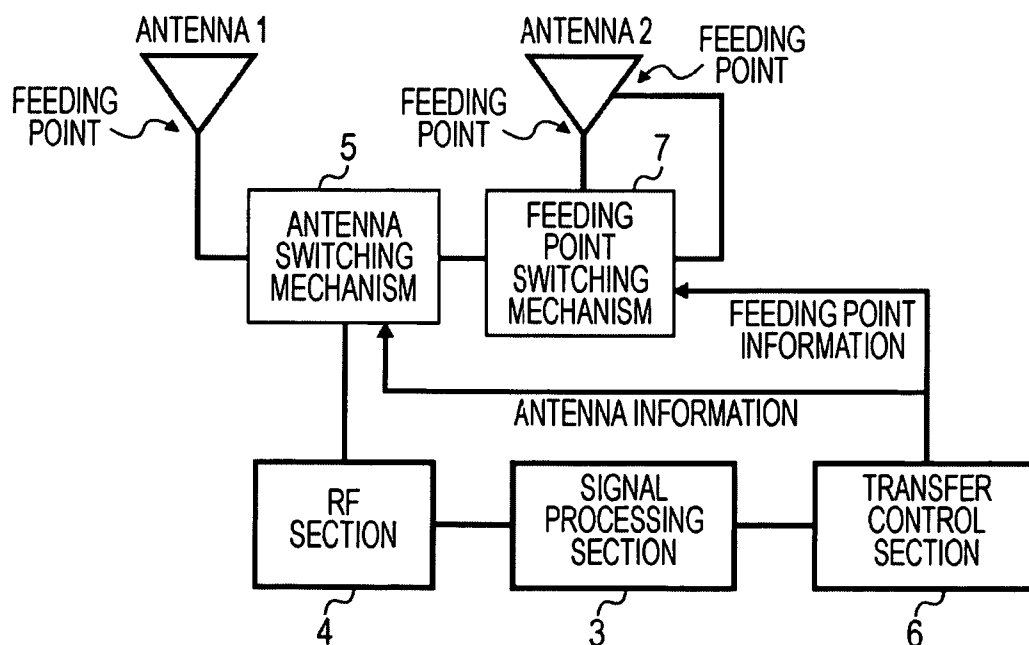 ANTENNA 1
ANTENNA 2
FEEDING
POINT
FEEDING
POINT
FEEDING
POINT
5
7
ANTENNA
SWITCHING
MECHANISM
FEEDING
POINT
SWITCHING
MECHANISM
FEEDING POINT
INFORMATION
ANTENNA INFORMATION
RF
SECTION
SIGNAL
PROCESSING
SECTION
TRANSFER
CONTROL
SECTION
4
3
6